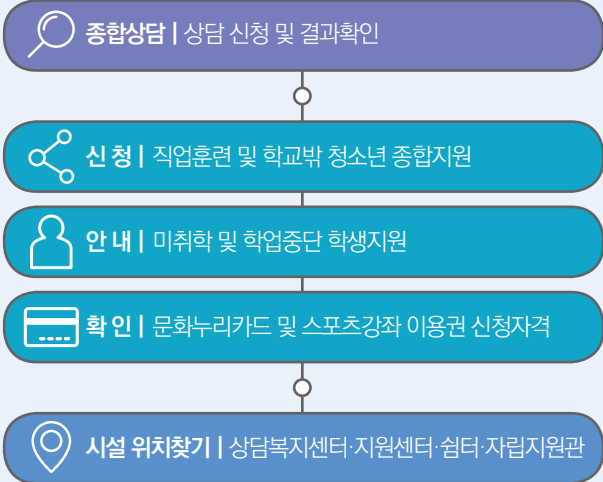 종합상담 | 상담 신청 및 결과확인
신 청 | 직업훈련 및 학교밖 청소년 종합지원
안 내 | 미취학 및 학업중단 학생지원
확 인 | 문화누리카드 및 스포츠강좌 이용권 신청자격
시설 위치찾기 | 상담복지센터·지원센터·쉼터·자립지원관